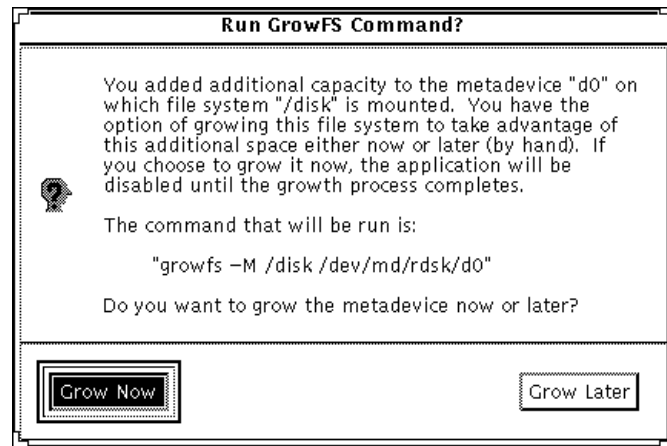 Run GrowFS Command?
You added additional capacity to the metadevice "d0" on
which file system "/disk" is mounted.  You have the
option of growing this file system to take advantage of
this additional space either now or later (by hand).  If
you choose to grow it now, the application will be
disabled until the growth process completes.
The command that will be run is:
"growfs –M /disk /dev/md/rdsk/d0"
Do you want to grow the metadevice now or later?
Grow Now
Grow Later